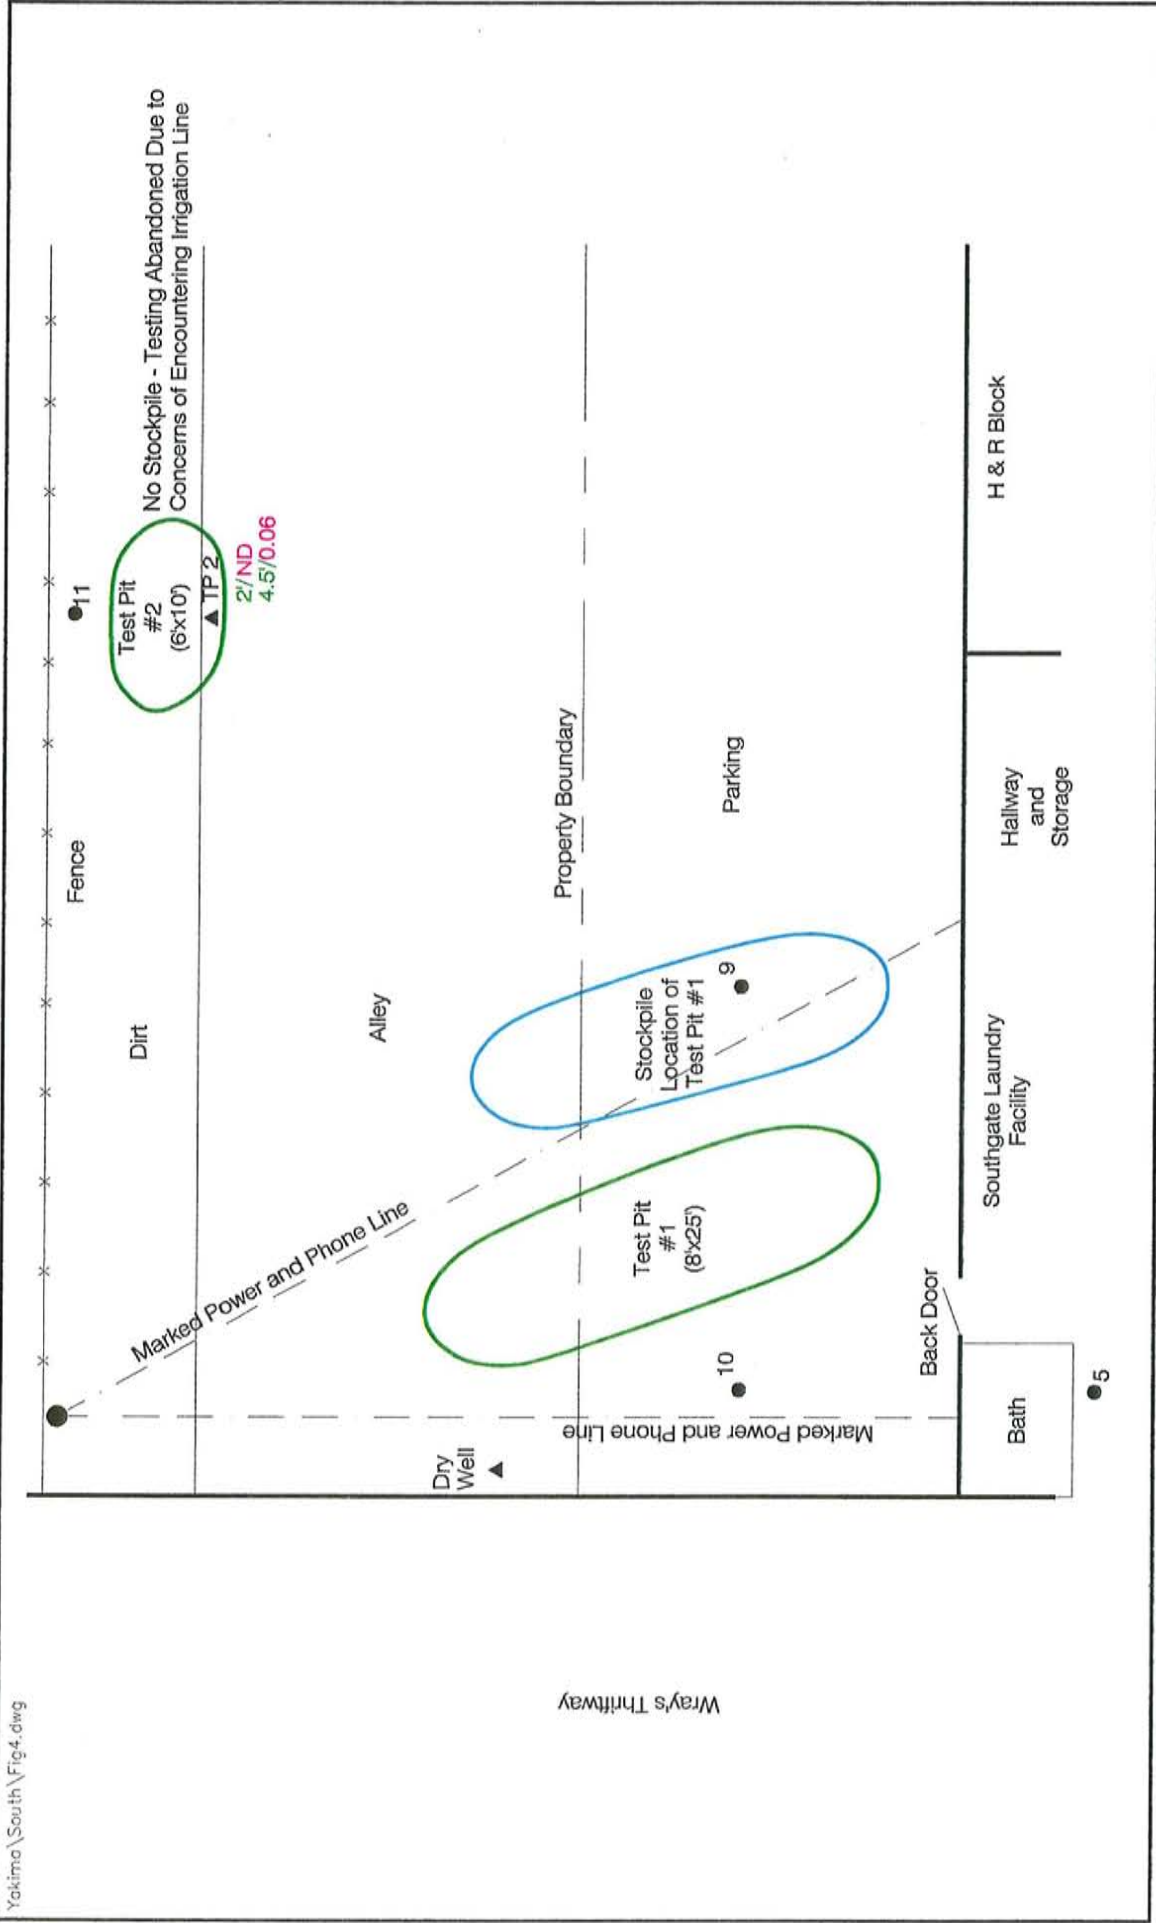 Yakima\South\Fig4.dwg
Fence
11
Test Pit
#2
(6'x10')
No Stockpile - Testing Abandoned Due to
Concerns of Encountering Irrigation Line
TP 2
2'/ND
4.5'/0.06
Dirt
Marked Power and Phone Line
Alley
Dry
Well
Property Boundary
Test Pit
#1
(8'x25')
Stockpile
Location of
Test Pit #1
9
Parking
10
Marked Power and Phone Line
Wray's Thriftway
Back Door
Bath
5
Southgate Laundry
Facility
Hallway
and
Storage
H & R Block